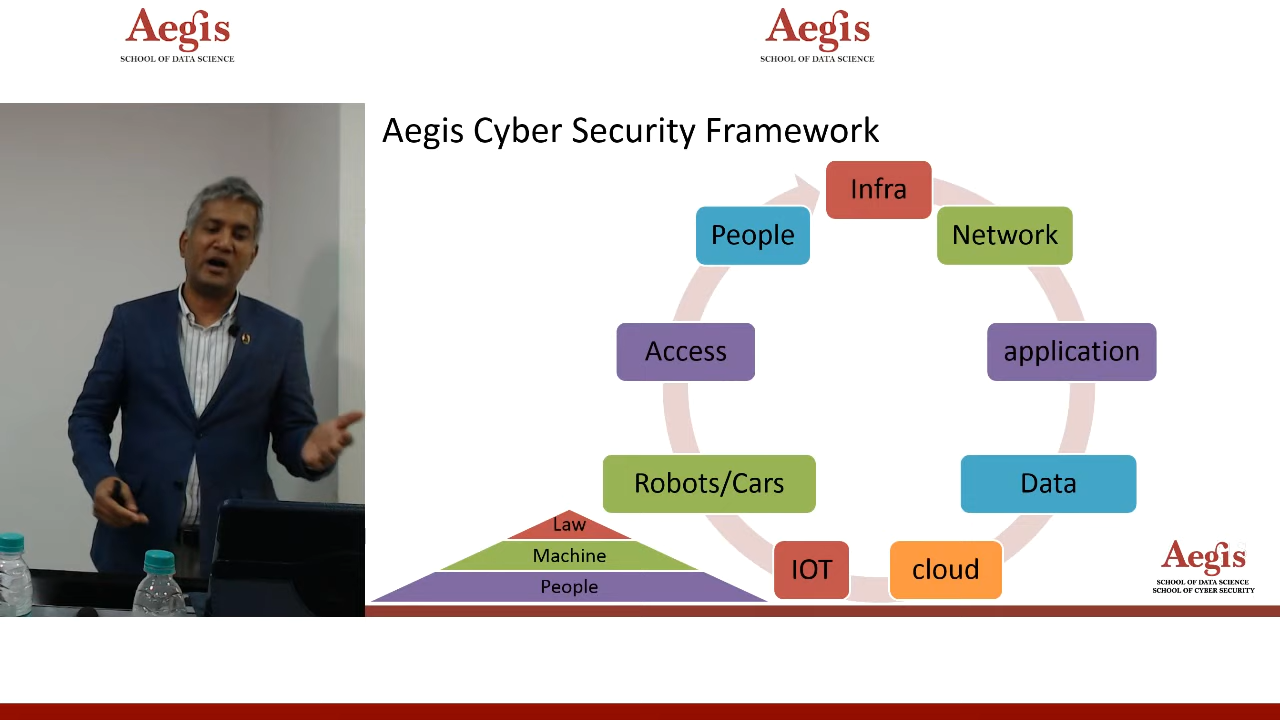 Aegis
SCHOOL OF DATA SCIENCE
Aegis
SCHOOL OF DATA SCIENCE
Aegis Cyber Security Framework
Infra
People
Network
Access
application
Robots/Cars
Data
Law
Machine
People
IOT
cloud
Aegis
SCHOOL OF DATA SCIENCE
SCHOOL OF CYBER SECURITY